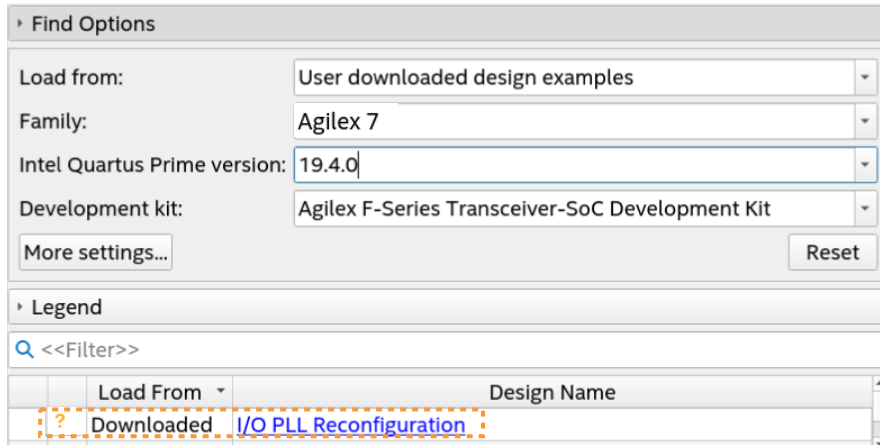 Find Options
Load from: User downloaded design examples
Family: Agilex 7
Intel Quartus Prime version: 19.4.0
Development kit: Agilex F-Series Transceiver-SoC Development Kit
More settings... Reset
Legend
<<Filter>>
Load From Design Name
? Downloaded I/O PLL Reconfiguration